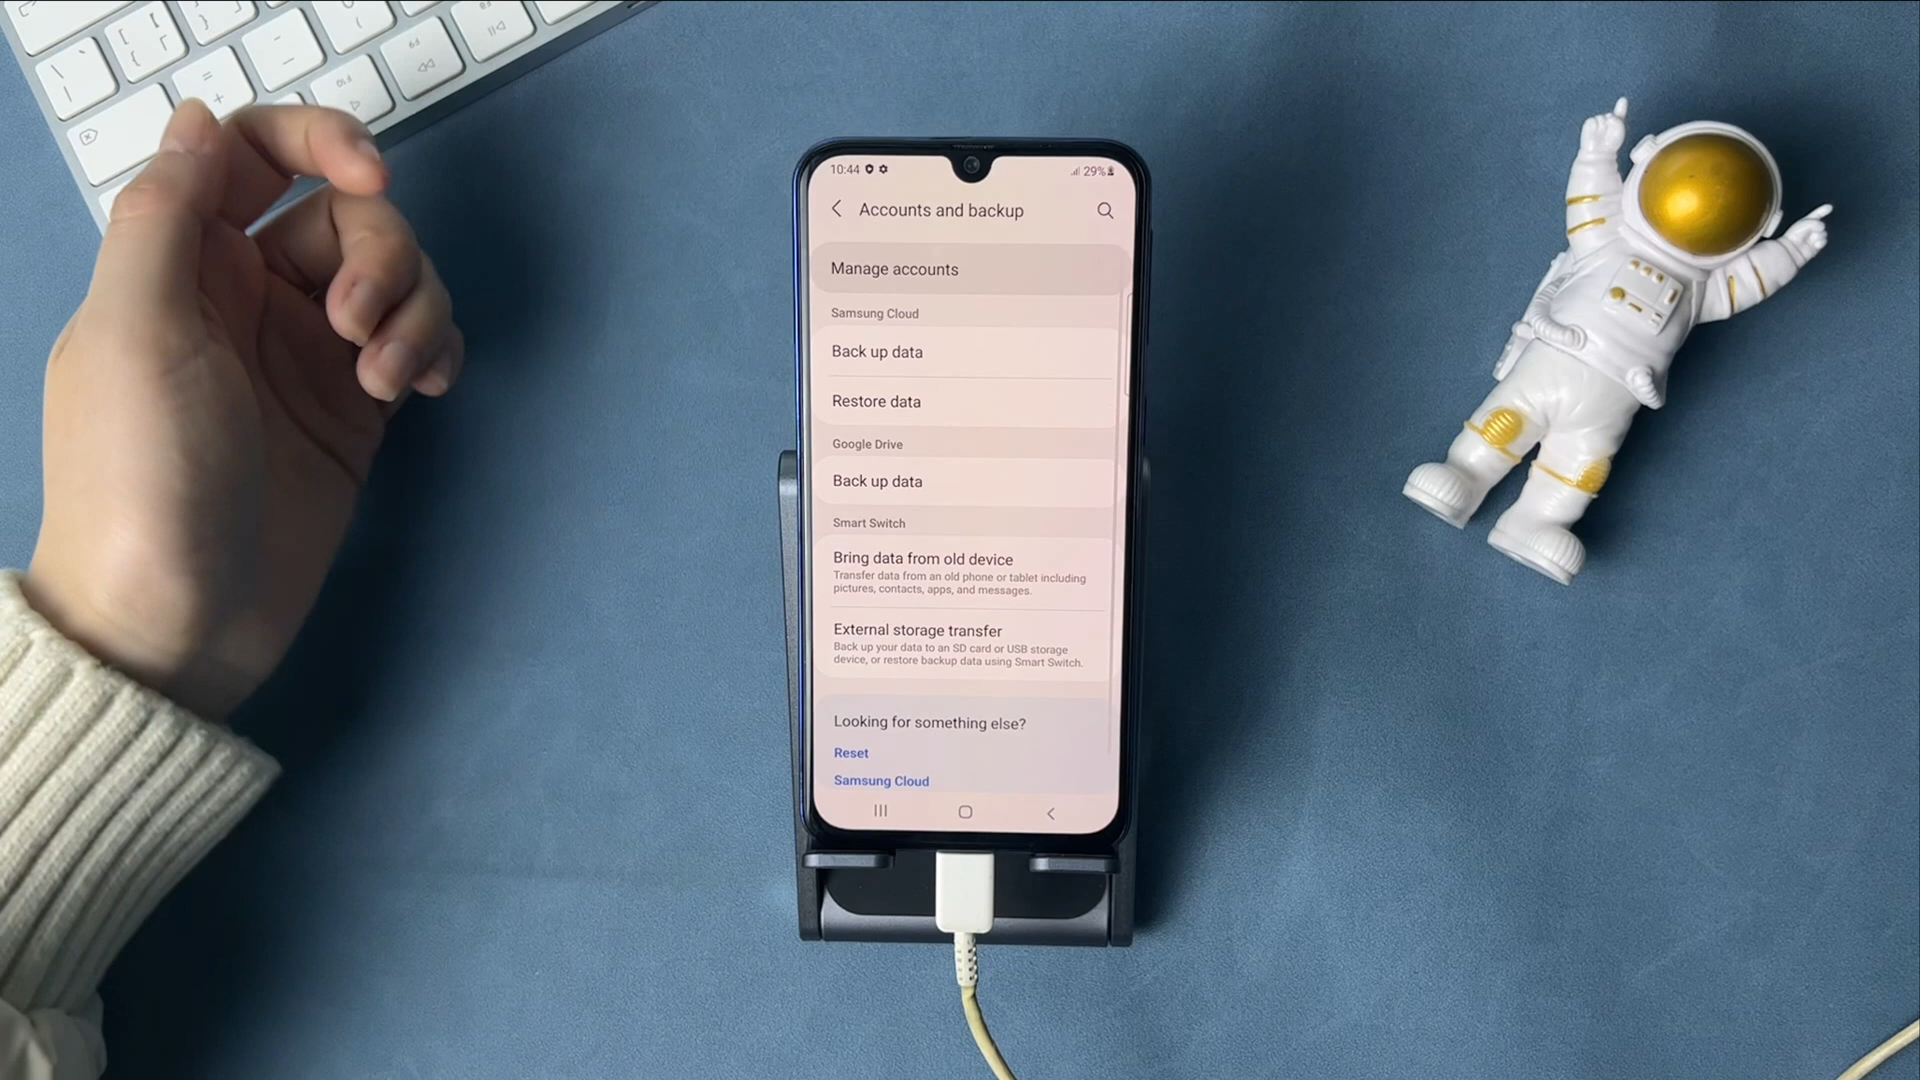 10:44
29%
Accounts and backup
Manage accounts
Samsung Cloud
Back up data
Restore data
Google Drive
Back up data
Smart Switch
Bring data from old device
Transfer data from an old phone or tablet including
pictures, contacts, apps, and messages.
External storage transfer
Back up your data to an SD card or USB storage
device, or restore backup data using Smart Switch.
Looking for something else?
Reset
Samsung Cloud